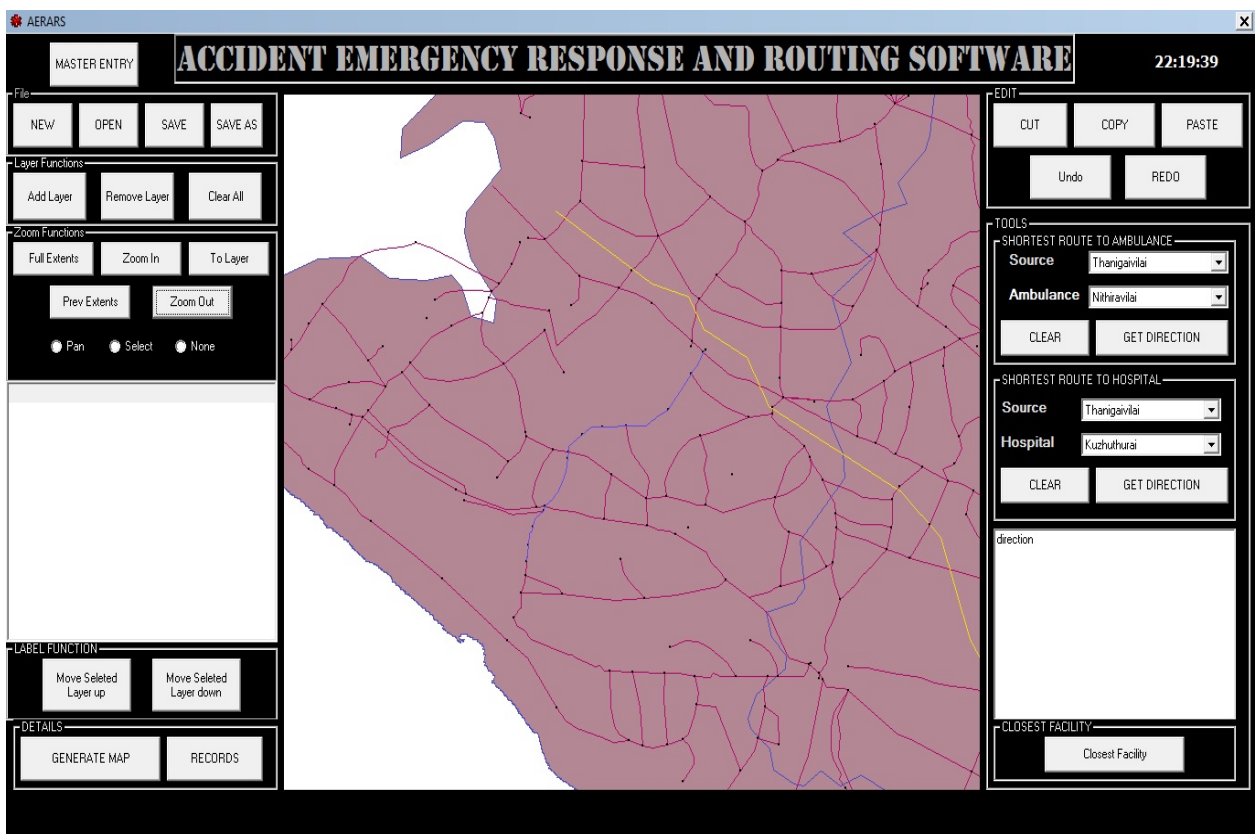 AERARS
MASTER ENTRY
ACCIDENT EMERGENCY RESPONSE AND ROUTING SOFTWARE
22:19:39
File
NEW OPEN SAVE SAVE AS
Layer Functions
Add Layer Remove Layer Clear All
Zoom Functions
Full Extents Zoom In To Layer
Prev Extents Zoom Out
Pan Select None
LABEL FUNCTION
Move Seleted Move Seleted
Layer up Layer down
DETAILS
GENERATE MAP RECORDS
EDIT
CUT COPY PASTE
Undo REDO
TOOLS
SHORTEST ROUTE TO AMBULANCE
Source Thanigaivilai
Ambulance Nithiravilai
CLEAR GET DIRECTION
SHORTEST ROUTE TO HOSPITAL
Source Thanigaivilai
Hospital Kuzhuthurai
CLEAR GET DIRECTION
direction
CLOSEST FACILITY
Closest Facility